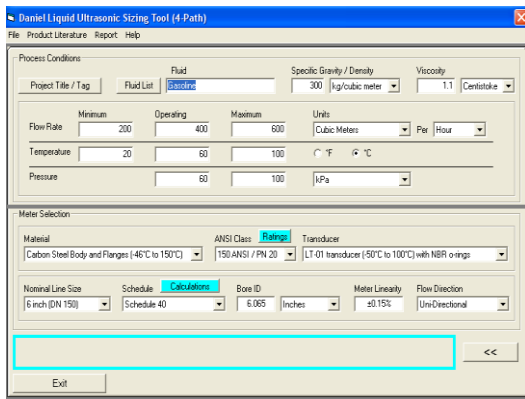 Daniel Liquid Ultrasonic Sizing Tool (4-Path)
File Product Literature Report Help
Process Conditions
Fluid Specific Gravity / Density Viscosity
Project Title / Tag Fluid List Gasoline 300 kg/cubic meter 1.1 Centistoke
Minimum Operating Maximum Units
Flow Rate 200 400 600 Cubic Meters Per Hour
Temperature 20 60 100 °F °C
Pressure 60 100 kPa
Meter Selection
Material ANSI Class Ratings Transducer
Carbon Steel Body and Flanges (-46°C to 150°C) 150 ANSI / PN 20 LT-01 transducer (-50°C to 100°C) with NBR o-rings
Nominal Line Size Schedule Calculations Bore ID Meter Linearity Flow Direction
6 inch (DN 150) Schedule 40 6.065 Inches ±0.15% Uni-Directional
<<
Exit